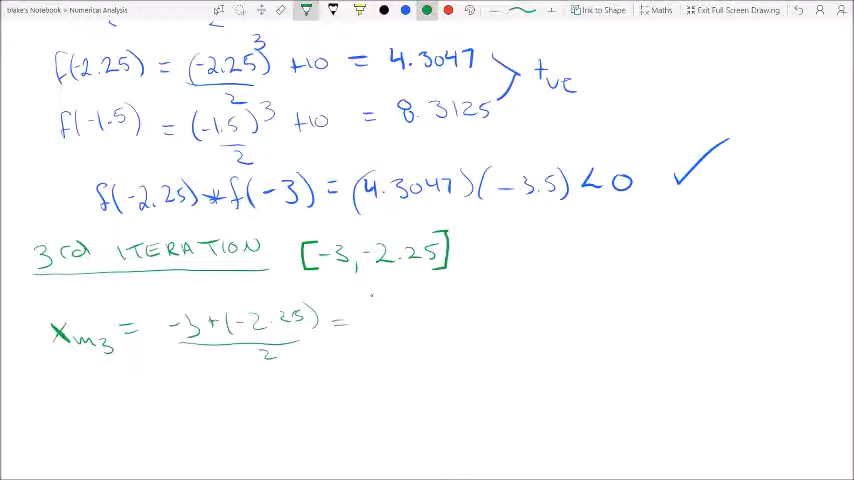 blake's Notebook > Numerical Analysis
Ink to Shape
Maths
Exit Full Screen Drawing
f(-2.25) = (-2.25)^3/2 +10 = 4.3047
+ve
f(-1.5) = (-1.5)^3/2 +10 = 8.3125
f(-2.25)*f(-3) = (4.3047)(-3.5) < 0 ✓
3rd ITERATION [-3, -2.25]
xm3 = -3+(-2.25)/2 =